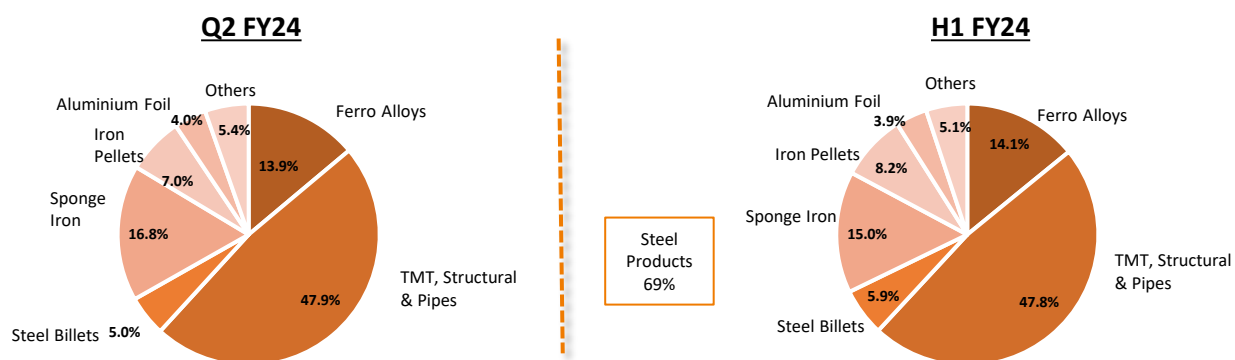 Q2 FY24
Others
Aluminium Foil
4.0%
5.4%
Ferro Alloys
Iron
Pellets
13.9%
7.0%
Sponge
Iron
16.8%
TMT, Structural
& Pipes
47.9%
Steel Billets
5.0%
Steel
Products
69%
H1 FY24
Others
Aluminium Foil
3.9%
5.1%
Ferro Alloys
14.1%
Iron Pellets
8.2%
Sponge Iron
15.0%
TMT, Structural
& Pipes
5.9%
47.8%
Steel Billets